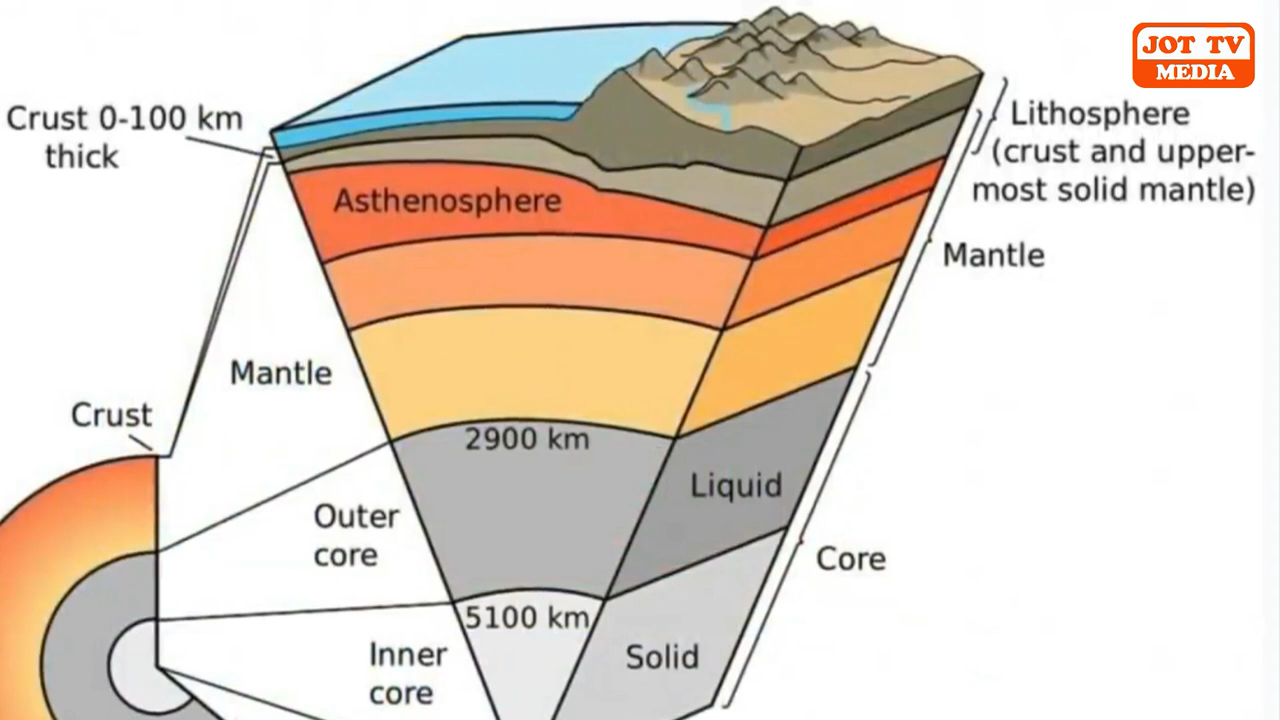 JOT TV
MEDIA
Crust 0-100 km
thick
Lithosphere
(crust and upper-
most solid mantle)
Asthenosphere
Mantle
Mantle
Crust
2900 km
Liquid
Outer
core
Core
5100 km
Inner
core
Solid